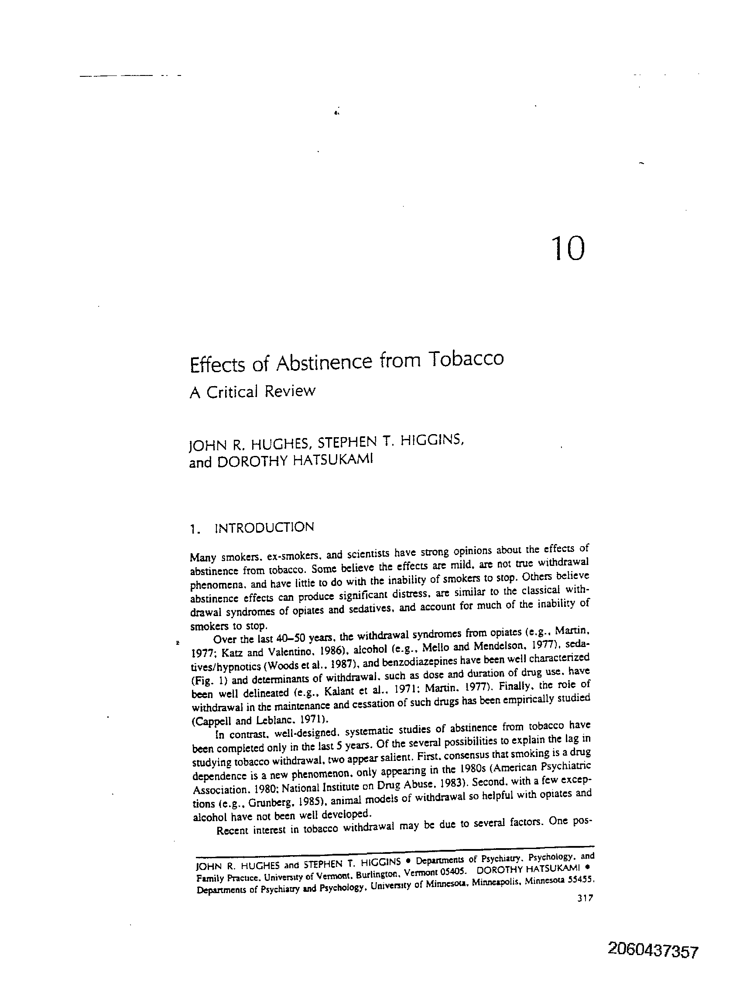 10
Effects of Abstinence from Tobacco
A Critical Review
JOHN R. HUGHES, STEPHEN T. HIGGINS,
and DOROTHY HATSUKAMI
1. INTRODUCTION
Many smokers, ex-smokers, and scientists have strong opinions about the effects of
abstinence from tobacco. Some believe the effects are mild, are not true withdrawal
phenomena, and have little to do with the inability of smokers to stop. Others believe
abstinence effects can produce significant distress, are similar to the classical with-
drawal syndromes of opiates and sedatives, and account for much of the inability of
smokers to stop.
Over the last 40–50 years, the withdrawal syndromes from opiates (e.g., Martin,
1977; Katz and Valentino, 1986), alcohol (e.g., Mello and Mendelson, 1977), seda-
tives/hypnotics (Woods et al., 1987), and benzodiazepines have been well characterized
(Fig. 1) and determinants of withdrawal, such as dose and duration of drug use, have
been well delineated (e.g., Kalant et al., 1971; Martin, 1977). Finally, the role of
withdrawal in the maintenance and cessation of such drugs has been empirically studied
(Cappell and Leblanc, 1971).
In contrast, well-designed, systematic studies of abstinence from tobacco have
been completed only in the last 5 years. Of the several possibilities to explain the lag in
studying tobacco withdrawal, two appear salient. First, consensus that smoking is a drug
dependence is a new phenomenon, only appearing in the 1980s (American Psychiatric
Association, 1980; National Institute on Drug Abuse, 1983). Second, with a few excep-
tions (e.g., Grunberg, 1985), animal models of withdrawal so helpful with opiates and
alcohol have not been well developed.
Recent interest in tobacco withdrawal may be due to several factors. One pos-
JOHN R. HUGHES and STEPHEN T. HIGGINS • Departments of Psychiatry, Psychology, and
Family Practice, University of Vermont, Burlington, Vermont 05405. DOROTHY HATSUKAMI •
Departments of Psychiatry and Psychology, University of Minnesota, Minneapolis, Minnesota 55455.
317
2060437357